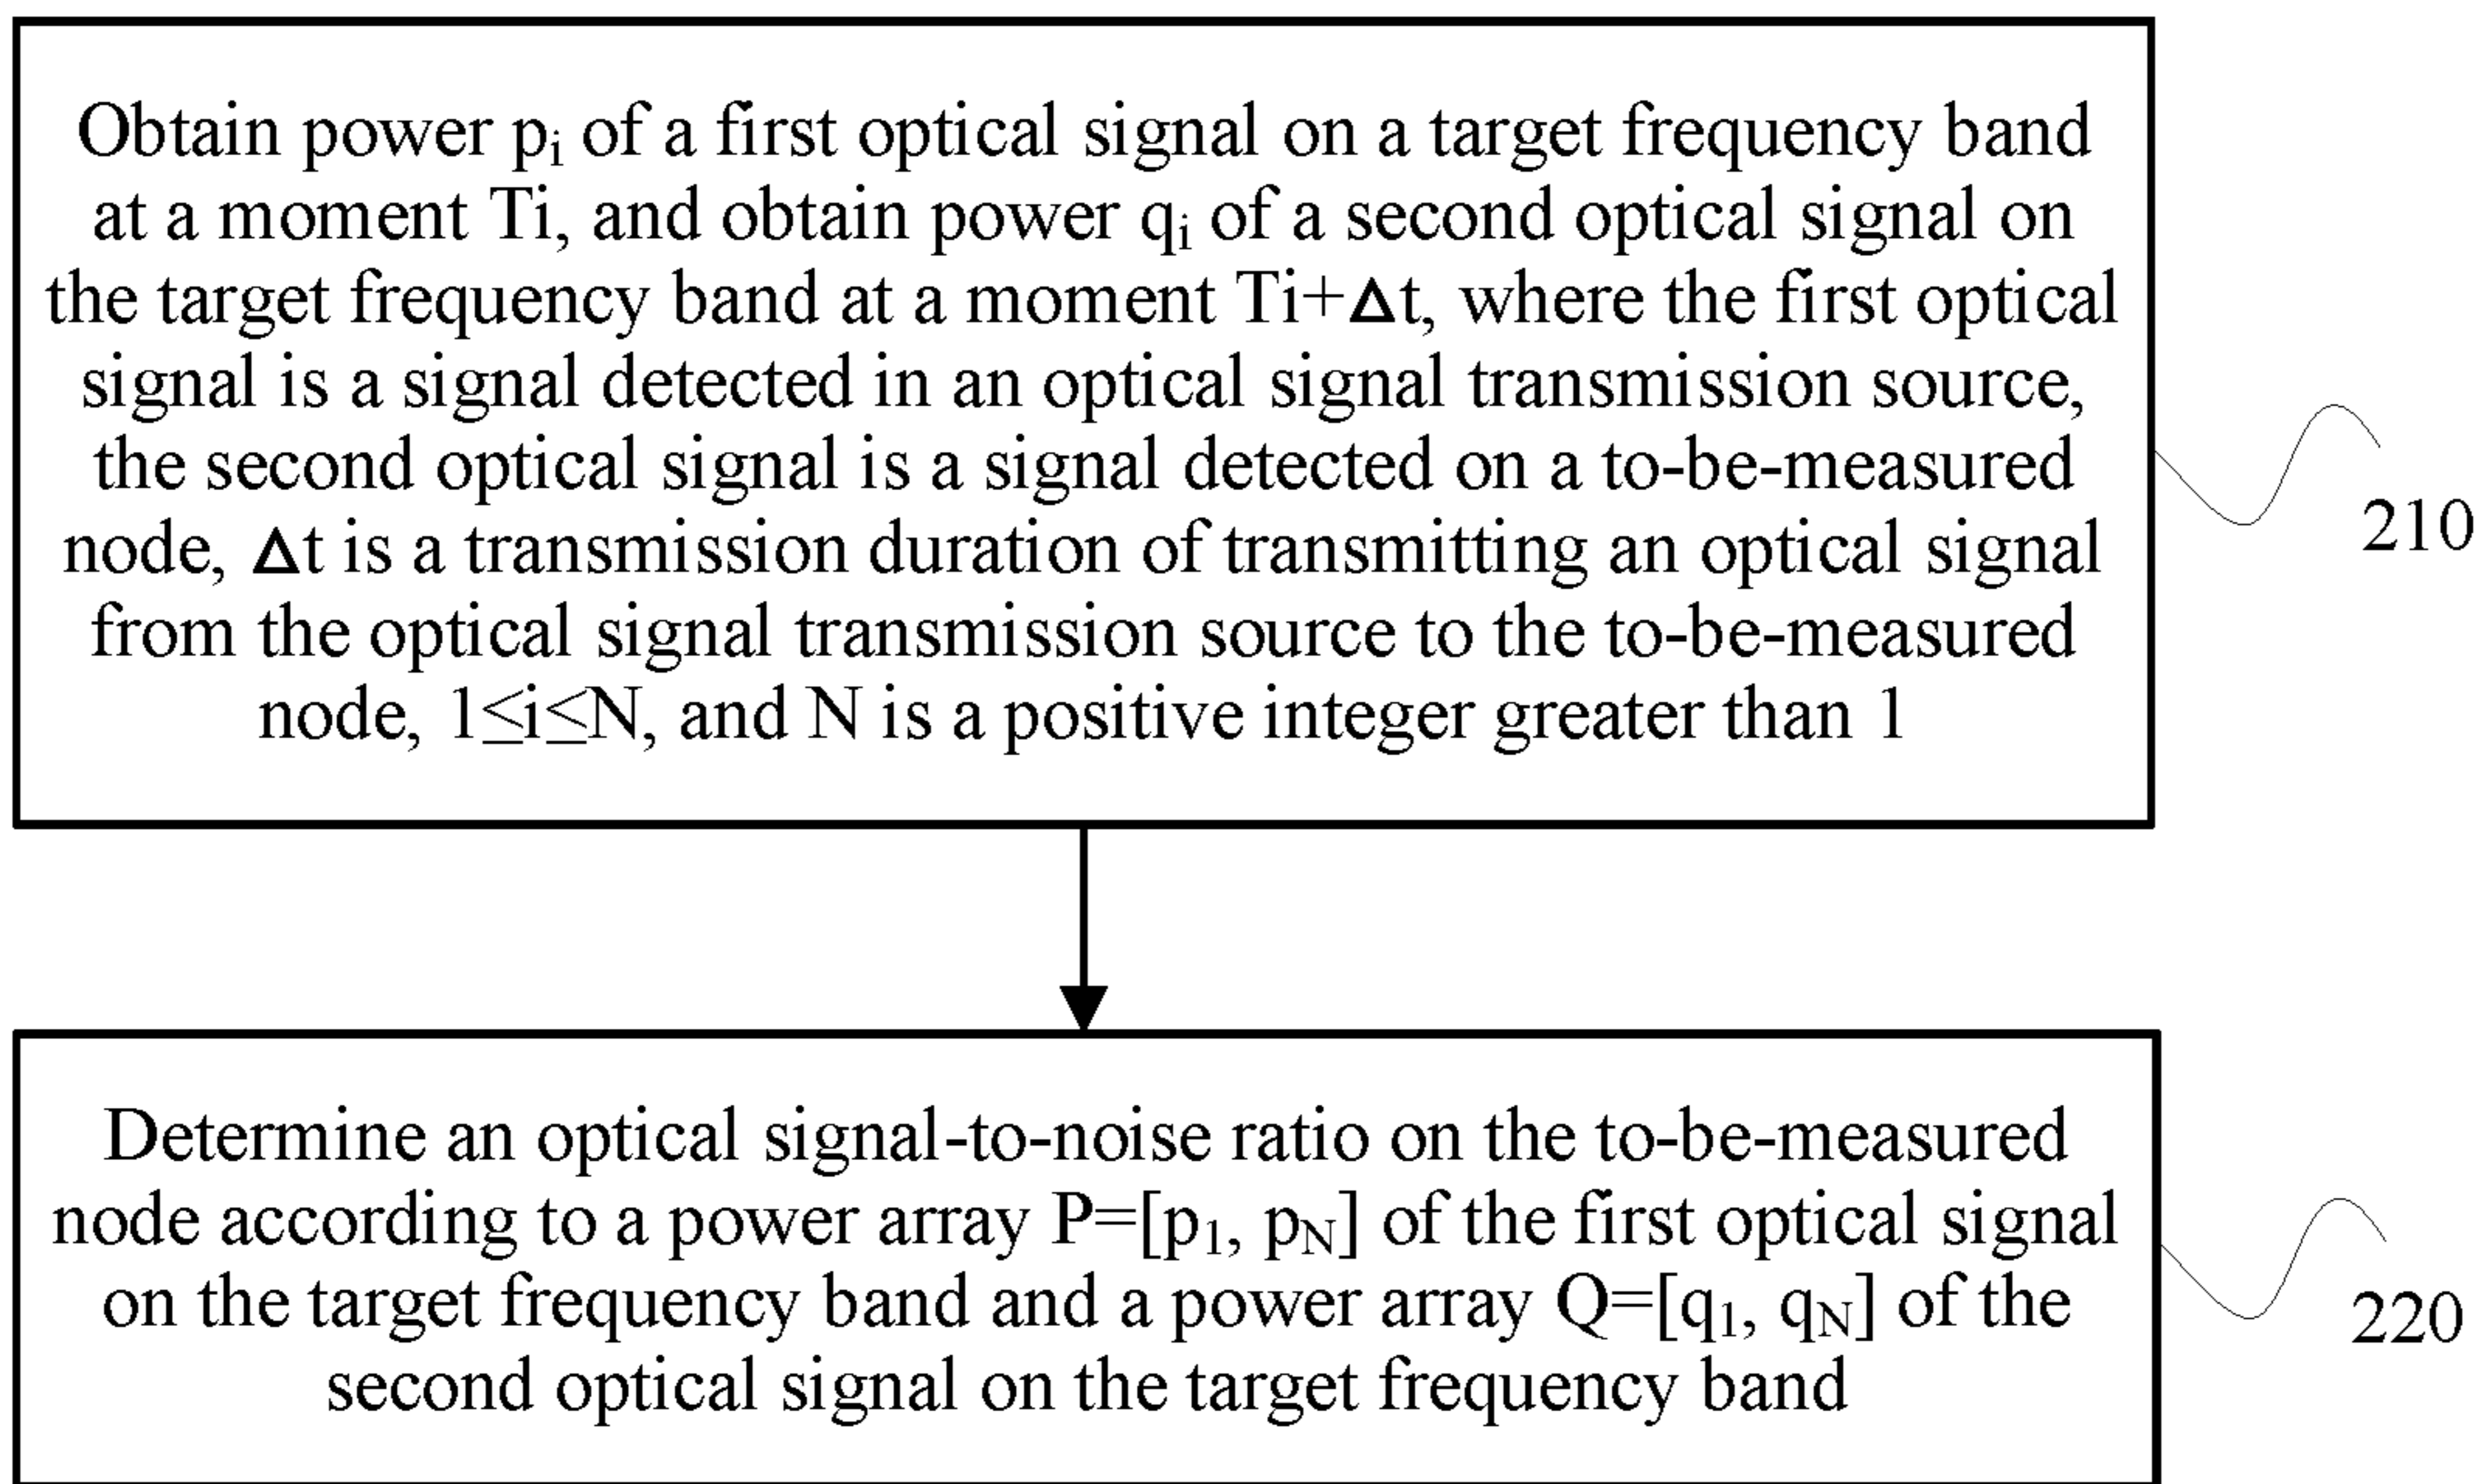 Obtain power pᵢ of a first optical signal on a target frequency band
at a moment Ti, and obtain power qᵢ of a second optical signal on
the target frequency band at a moment Ti+Δt, where the first optical
signal is a signal detected in an optical signal transmission source,
the second optical signal is a signal detected on a to-be-measured
node, Δt is a transmission duration of transmitting an optical signal
from the optical signal transmission source to the to-be-measured
node, 1≤i≤N, and N is a positive integer greater than 1
210
Determine an optical signal-to-noise ratio on the to-be-measured
node according to a power array P=[p₁, p_N] of the first optical signal
on the target frequency band and a power array Q=[q₁, q_N] of the
second optical signal on the target frequency band
220